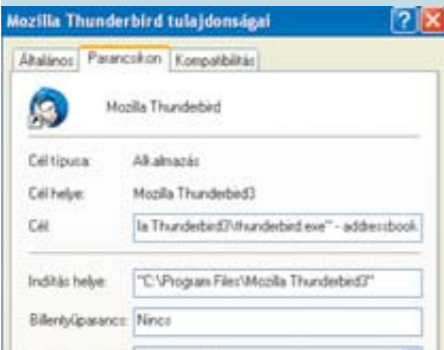 Mozilla Thunderbird tulajdonságai
Általános Parancsikon Kompatibilitás
Mozilla Thunderbird
Cél típusa: Alkalmazás
Cél helye: Mozilla Thunderbird3
Cél: la Thunderbird3\thunderbird.exe" - addressbook
Indítás helye: "C:\Program Files\Mozilla Thunderbird3"
Billentyűparancs: Nincs